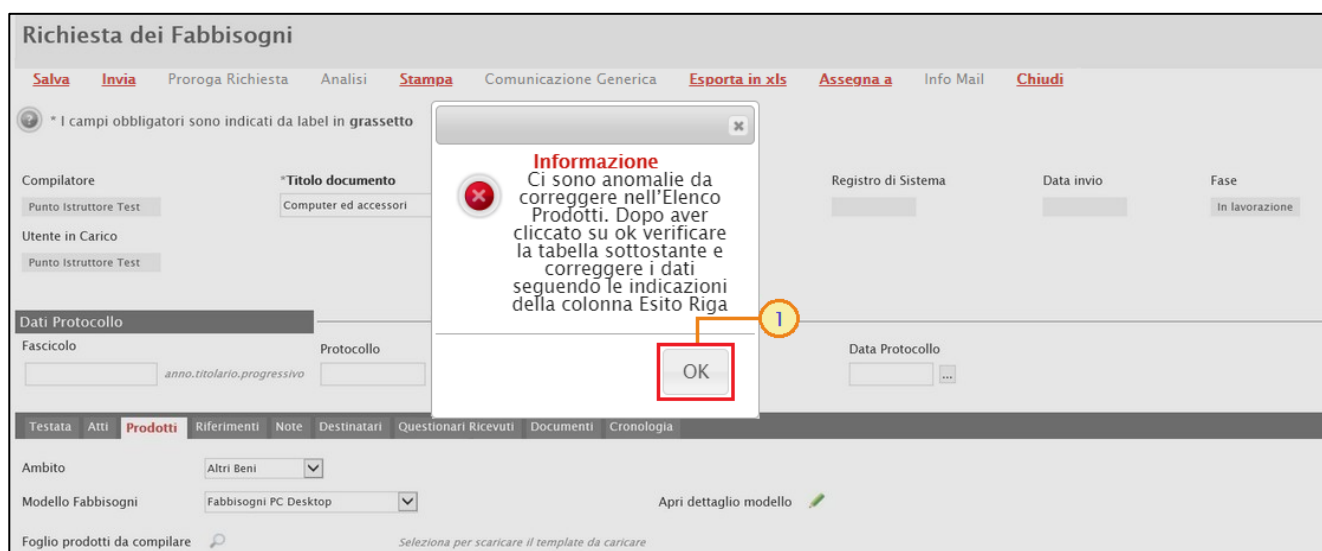 Richiesta dei Fabbisogni
Salva Invia Proroga Richiesta Analisi Stampa Comunicazione Generica Esporta in xls Assegna a Info Mail Chiudi
* I campi obbligatori sono indicati da label in grassetto
Informazione
Ci sono anomalie da
correggere nell'Elenco
Prodotti. Dopo aver
cliccato su ok verificare
la tabella sottostante e
correggere i dati
seguendo le indicazioni
della colonna Esito Riga
1
OK
Compilatore *Titolo documento Registro di Sistema Data invio Fase
Punto Istruttore Test Computer ed accessori In lavorazione
Utente in Carico
Punto Istruttore Test
Dati Protocollo
Fascicolo Protocollo Data Protocollo
anno.titolario.progressivo ...
Testata Atti Prodotti Riferimenti Note Destinatari Questionari Ricevuti Documenti Cronologia
Ambito Altri Beni
Modello Fabbisogni Fabbisogni PC Desktop Apri dettaglio modello
Foglio prodotti da compilare Seleziona per scaricare il template da caricare